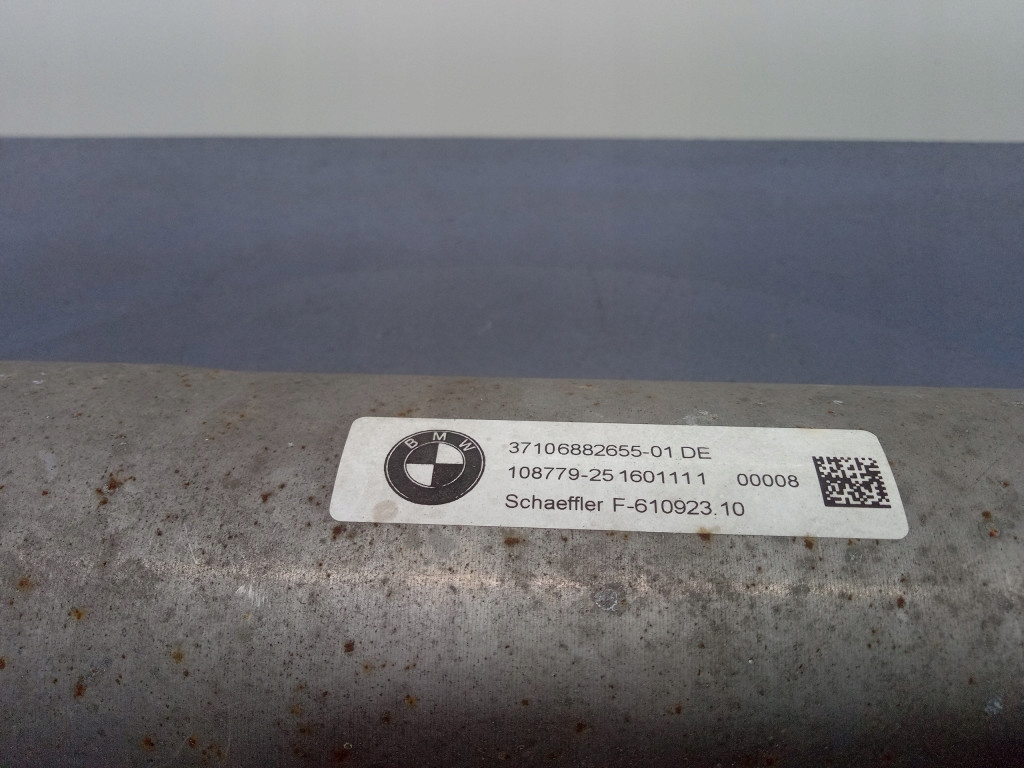 BMW
37106882655-01 DE
108779-25 1601111 00008
Schaeffler F-610923.10